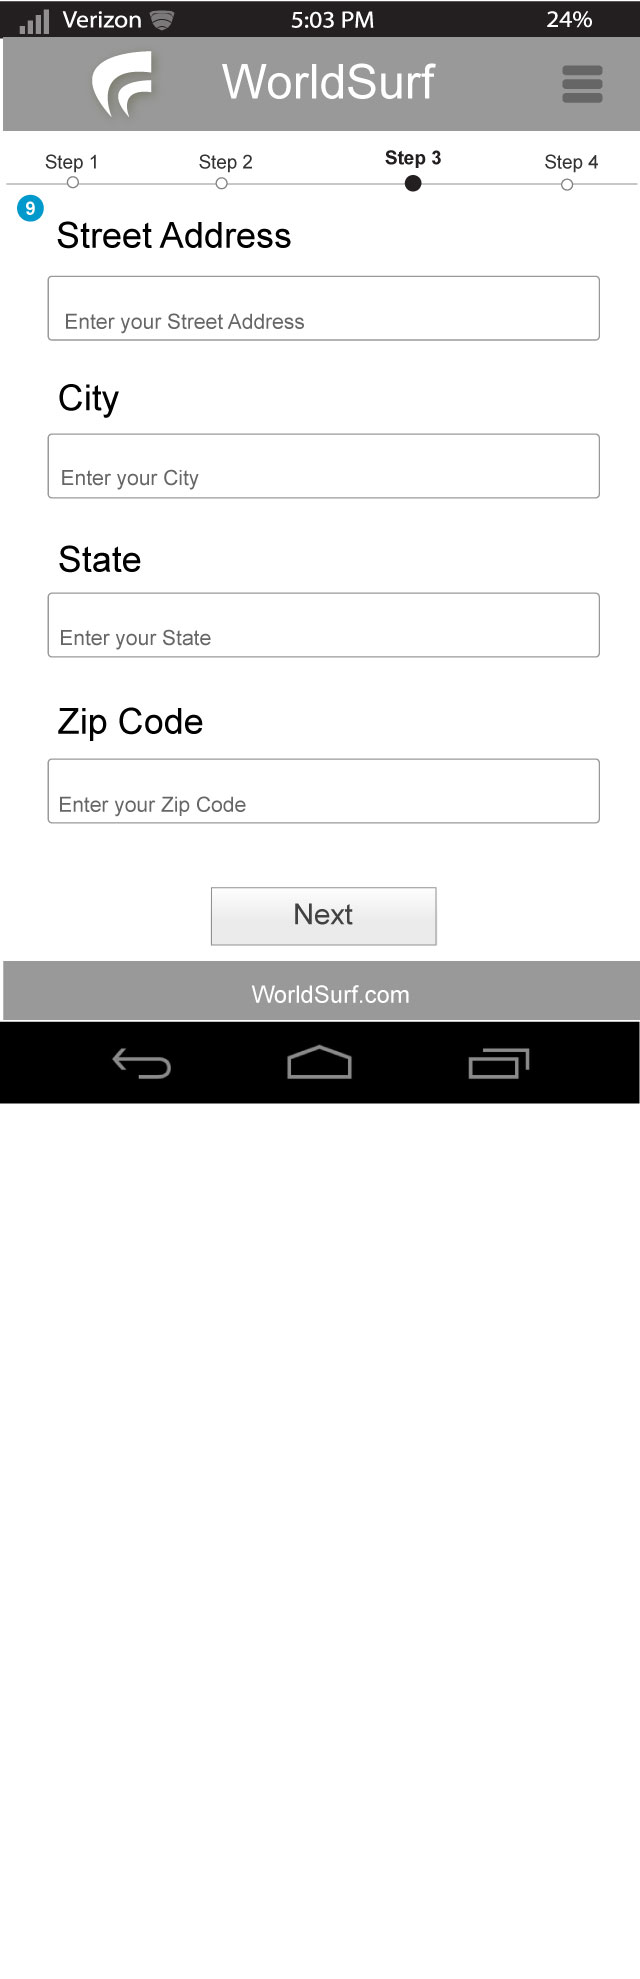 Verizon 5:03 PM 24%
WorldSurf
Step 1 Step 2 Step 3 Step 4
9
Street Address
Enter your Street Address
City
Enter your City
State
Enter your State
Zip Code
Enter your Zip Code
Next
WorldSurf.com